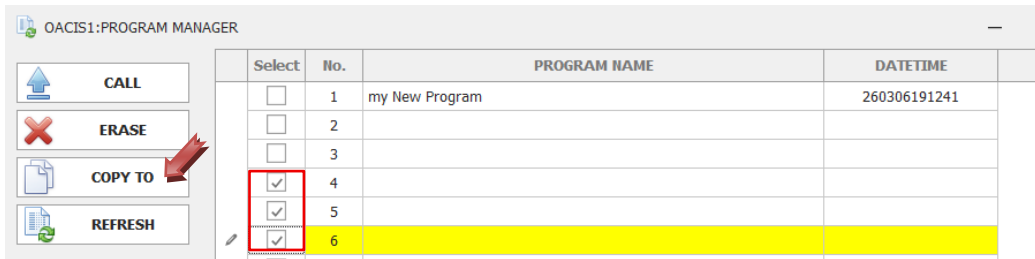 OACIS1:PROGRAM MANAGER
CALL
ERASE
COPY TO
REFRESH
Select No. PROGRAM NAME DATETIME
1 my New Program 260306191241
2
3
4
5
6